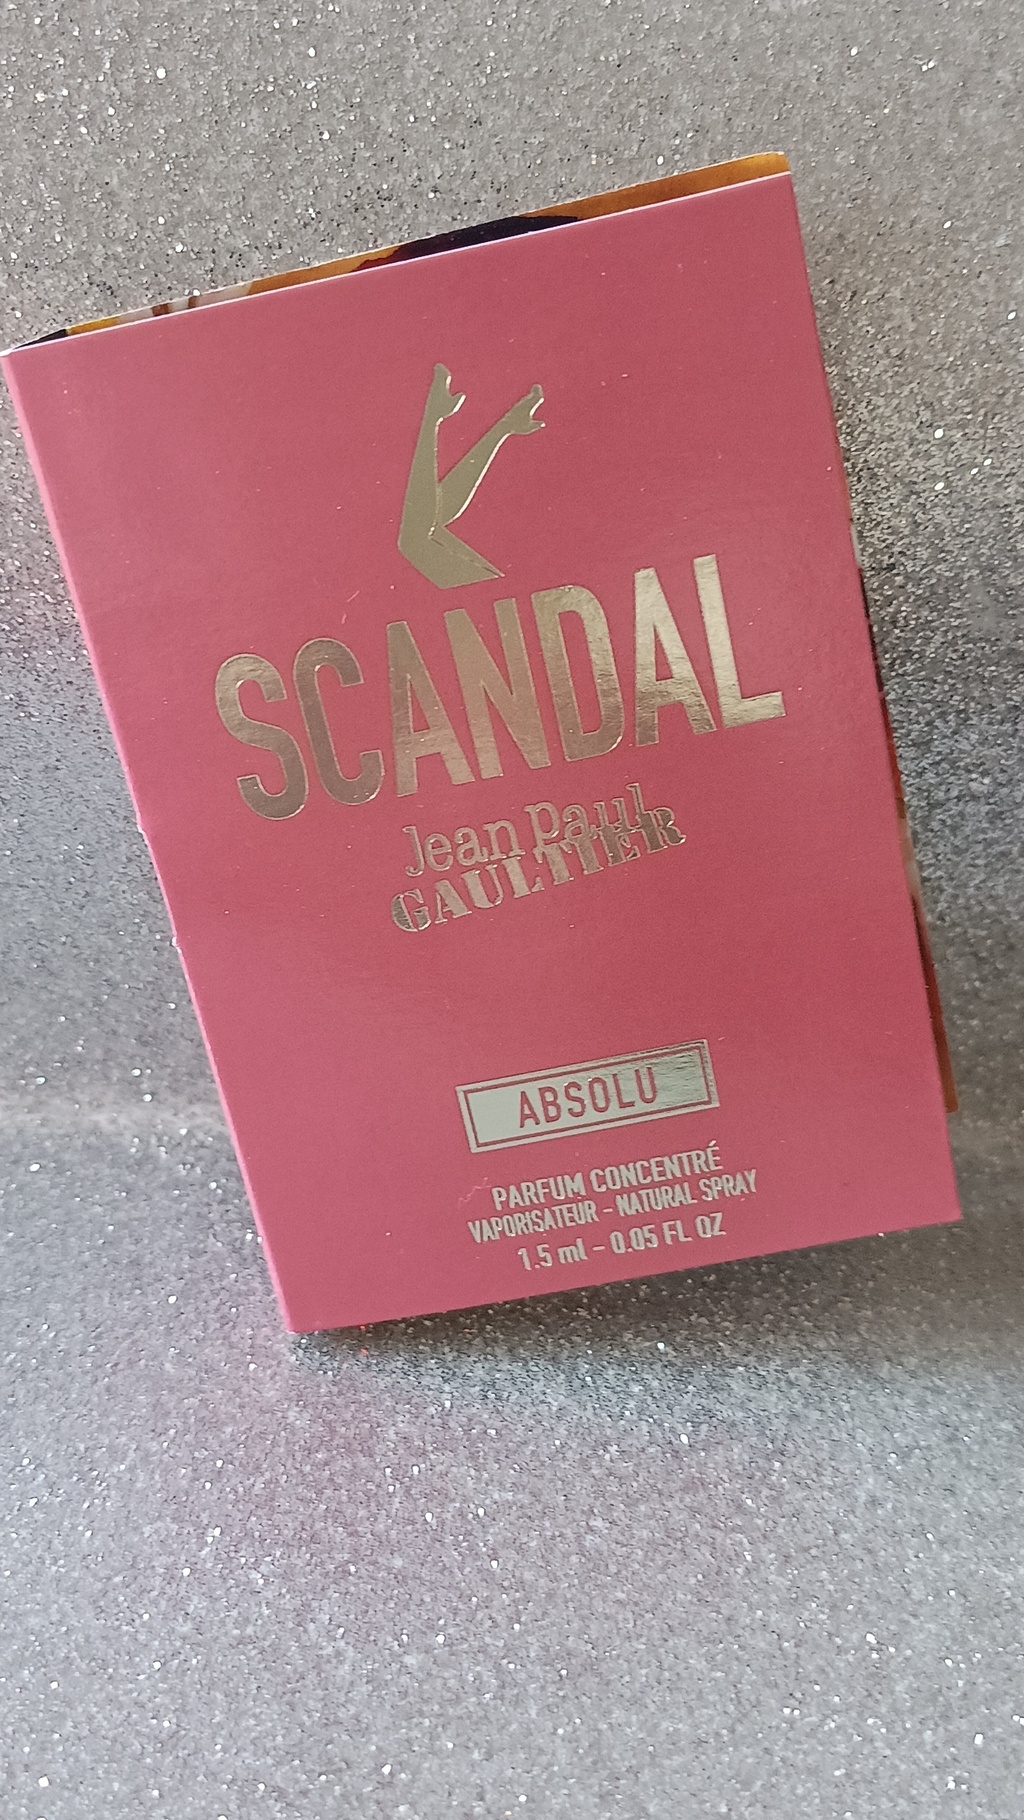 SCANDAL
Jean Paul
GAULTIER
ABSOLU
PARFUM CONCENTRÉ
VAPORISATEUR - NATURAL SPRAY
1.5 ml - 0.05 FL OZ